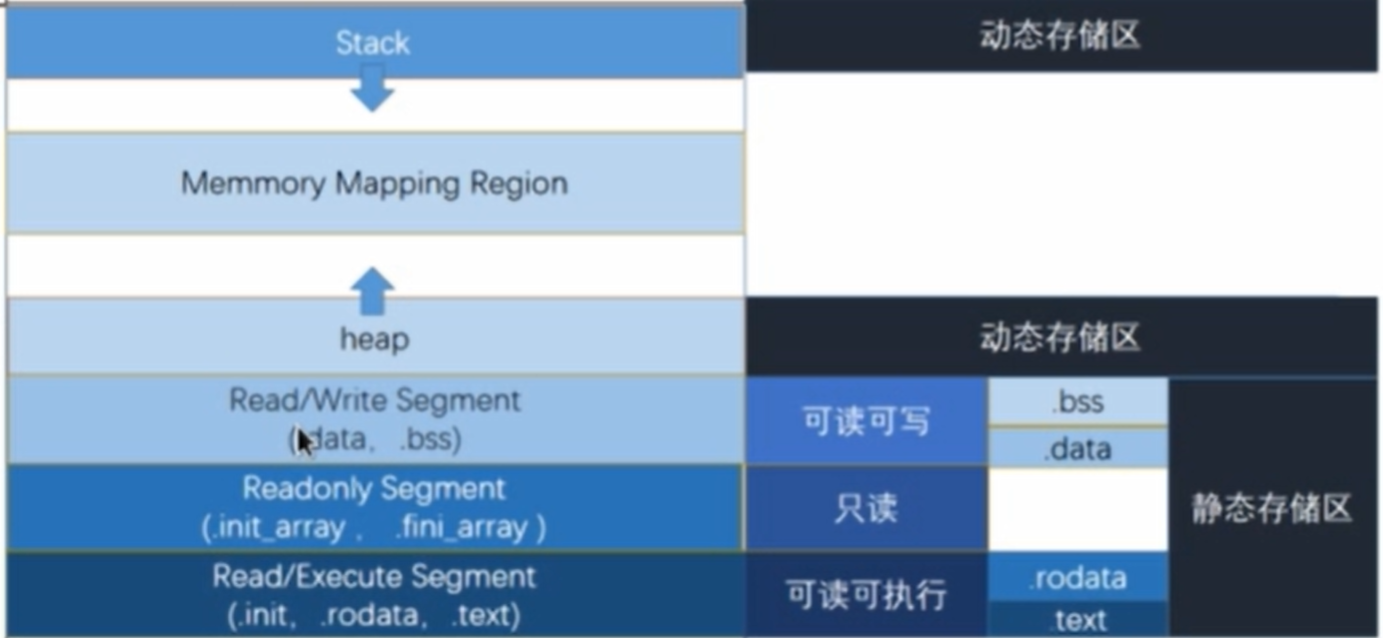 Stack
动态存储区
Memmory Mapping Region
heap
动态存储区
Read/Write Segment
(.data, .bss)
可读可写
.bss
.data
Readonly Segment
(.init_array , .fini_array )
只读
静态存储区
Read/Execute Segment
(.init, .rodata, .text)
可读可执行
.rodata
.text